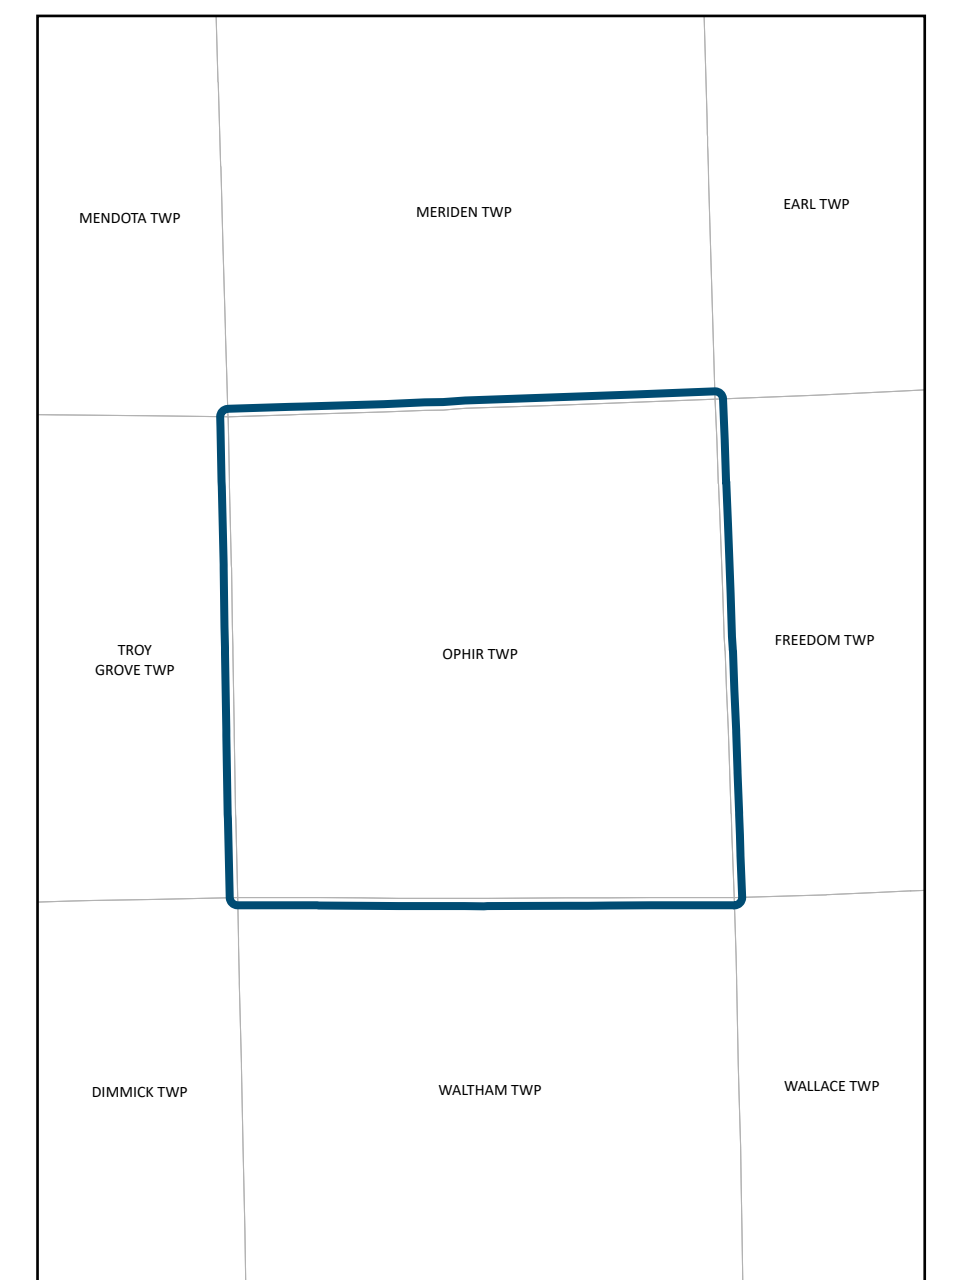 MENDOTA TWP
MERIDEN TWP
EARL TWP
TROY
GROVE TWP
OPHIR TWP
FREEDOM TWP
DIMMICK TWP
WALTHAM TWP
WALLACE TWP